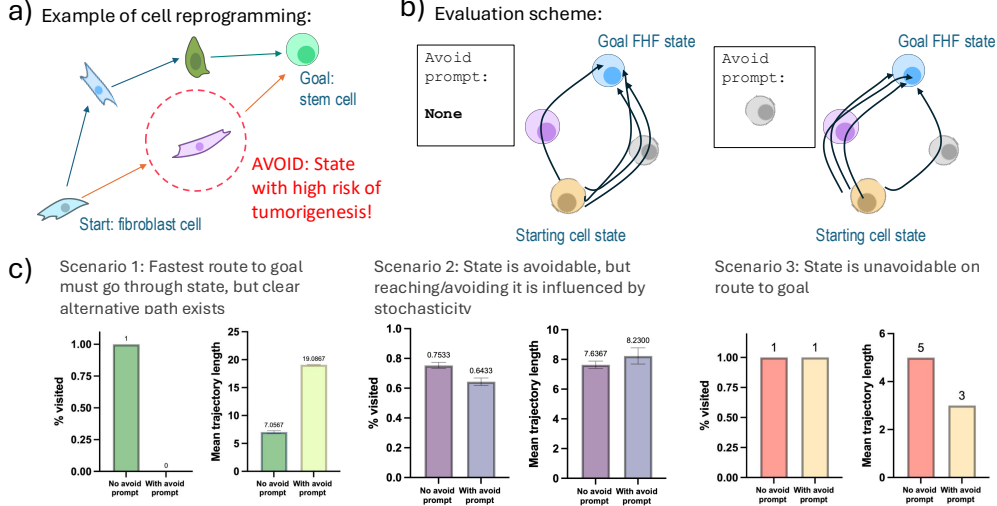 a) Example of cell reprogramming:
Goal:
stem cell
AVOID: State
with high risk of
tumorigenesis!
Start: fibroblast cell
b) Evaluation scheme:
Avoid
prompt:
None
Goal FHF state
Starting cell state
Avoid
prompt:
Goal FHF state
Starting cell state
c)
Scenario 1: Fastest route to goal
must go through state, but clear
alternative path exists
% visited
1.00
0.75
0.50
0.25
0.00
1
0
No avoid
prompt
With avoid
prompt
Mean trajectory length
25
20
15
10
5
0
7.0567
19.0867
No avoid
prompt
With avoid
prompt
Scenario 2: State is avoidable, but
reaching/avoiding it is influenced by
stochasticity
% visited
1.0
0.8
0.6
0.4
0.2
0.0
0.7533
0.6433
No avoid
prompt
With avoid
prompt
Mean trajectory length
10
8
6
4
2
0
7.6367
8.2300
No avoid
prompt
With avoid
prompt
Scenario 3: State is unavoidable on
route to goal
% visited
1.00
0.75
0.50
0.25
0.00
1
1
No avoid
prompt
With avoid
prompt
Mean trajectory length
6
4
2
0
5
3
No avoid
prompt
With avoid
prompt